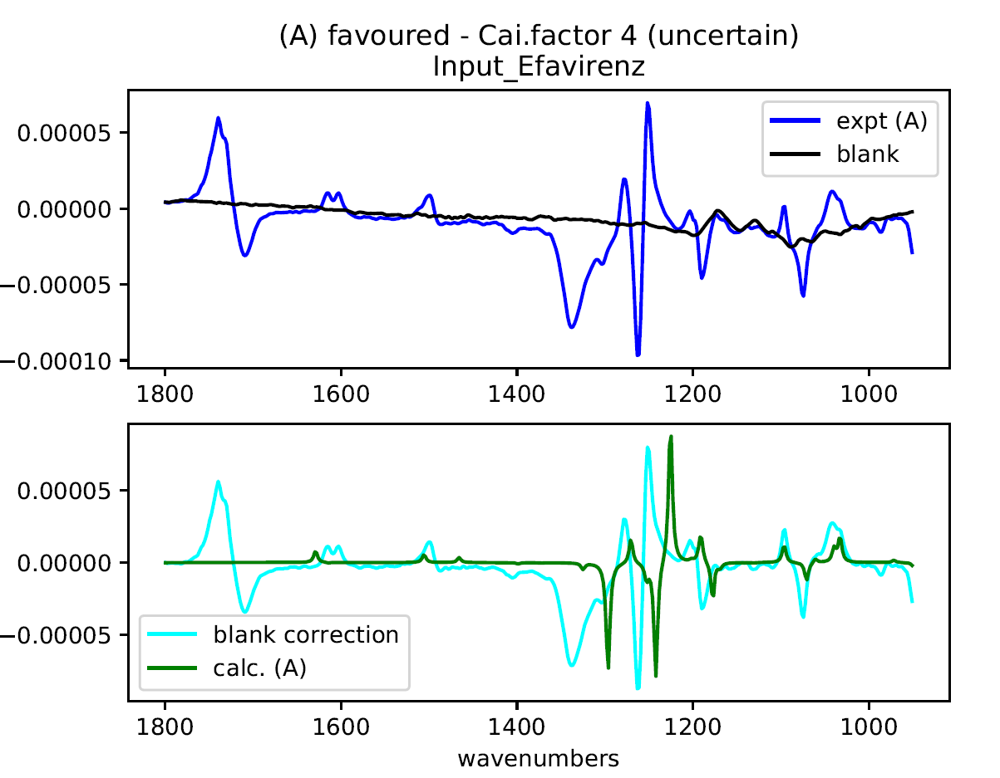 (A) favoured - Cai.factor 4 (uncertain)
Input_Efavirenz
expt (A)
blank
0.00005
0.00000
−0.00005
−0.00010
1800 1600 1400 1200 1000
0.00005
0.00000
−0.00005
blank correction
calc. (A)
1800 1600 1400 1200 1000
wavenumbers